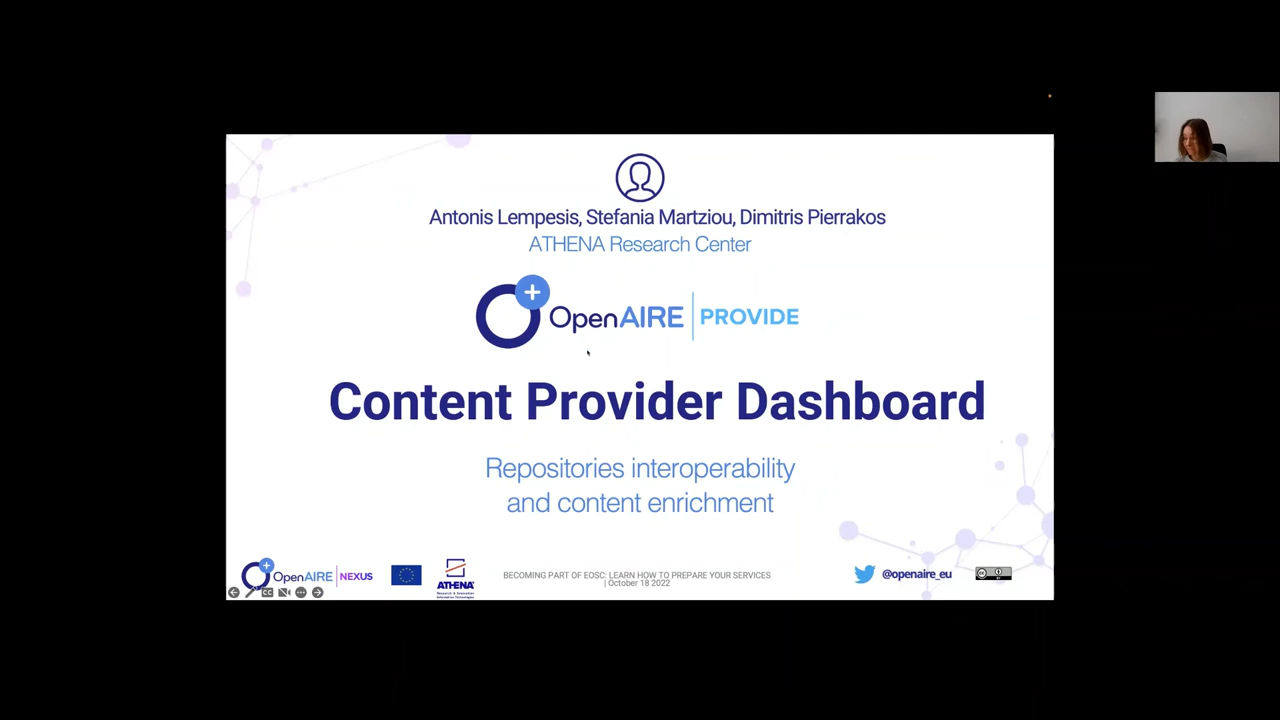 Antonis Lempesis, Stefania Martziou, Dimitris Pierrakos
ATHENA Research Center
OpenAIRE | PROVIDE
Content Provider Dashboard
Repositories interoperability
and content enrichment
OpenAIRE | NEXUS
ATHENA
BECOMING PART OF EOSC: LEARN HOW TO PREPARE YOUR SERVICES
| October 18 2022
@openaire_eu